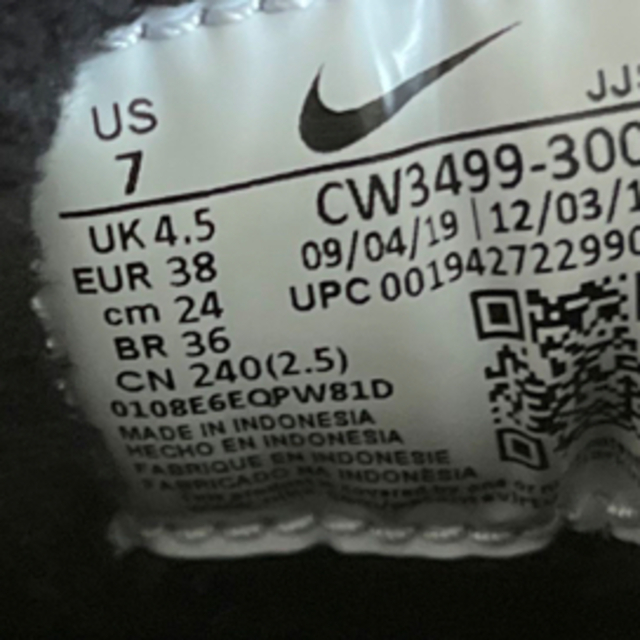 US
7
JJ
CW3499-300
09/04/19 | 12/03/1
UPC 00194272299
UK 4.5
EUR 38
cm 24
BR 36
CN 240(2.5)
0108E6EQPW81D
MADE IN INDONESIA
HECHO EN INDONESIA
FABRIQUE EN INDONESIE
FABRICADO NA INDONÉSIA